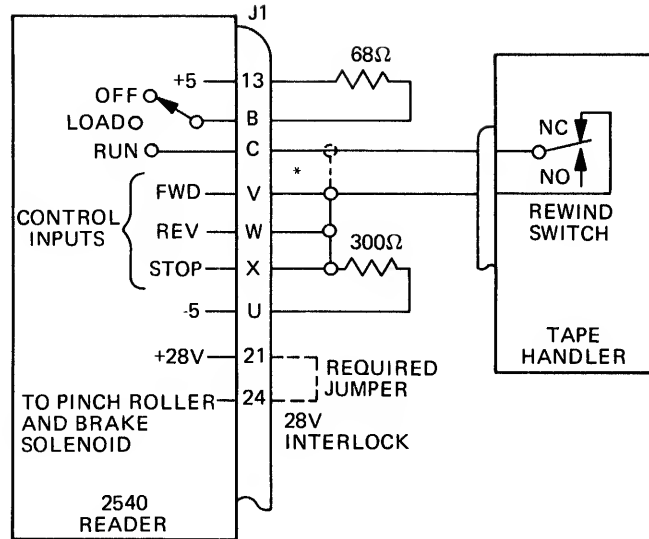 J1
+5 13
68Ω
OFF
LOAD B
RUN C
NC
*
FWD V
NO
CONTROL INPUTS
REV W
REWIND SWITCH
300Ω
STOP X
-5 U
TAPE HANDLER
+28V 21
REQUIRED JUMPER
TO PINCH ROLLER AND BRAKE SOLENOID
24
28V INTERLOCK
2540 READER